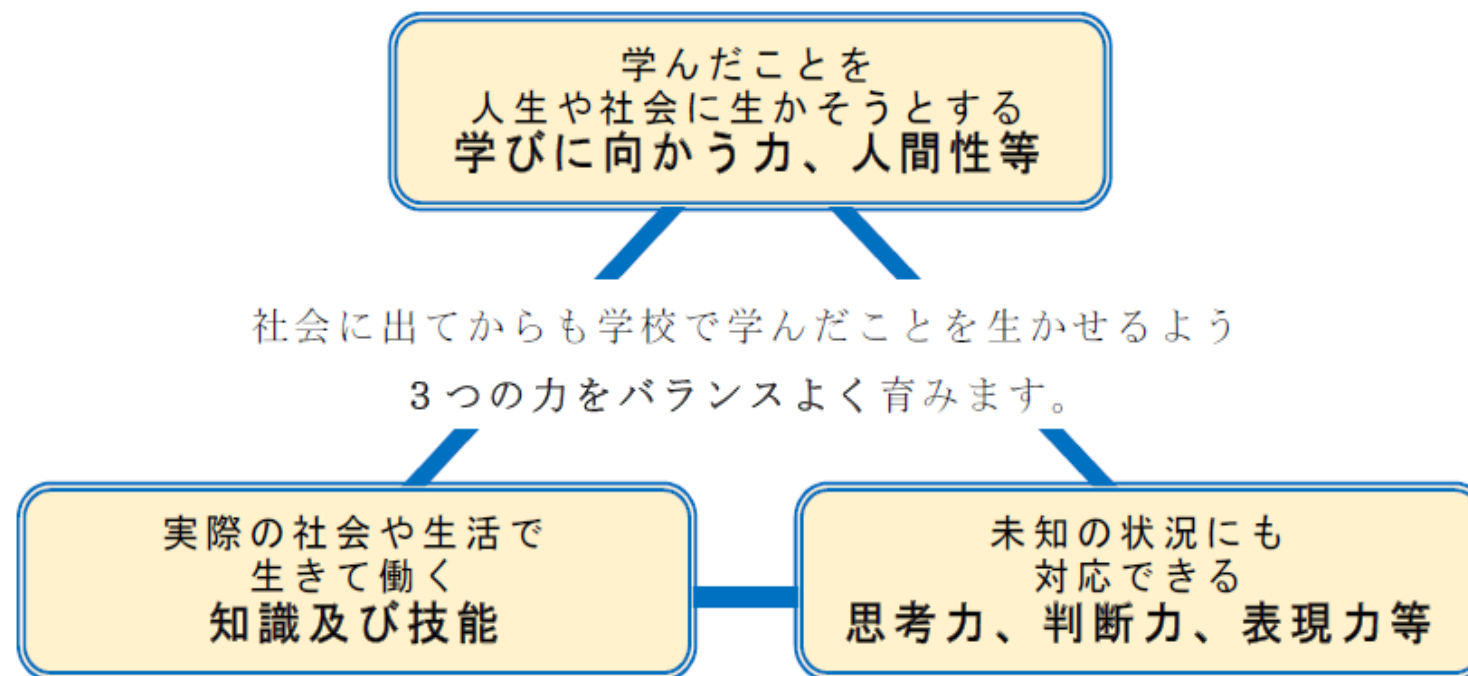 学んだことを
人生や社会に生かそうとする
学びに向かう力、人間性等
社会に出てからも学校で学んだことを生かせるよう
3つの力をバランスよく育みます。
実際の社会や生活で
生きて働く
知識及び技能
未知の状況にも
対応できる
思考力、判断力、表現力等